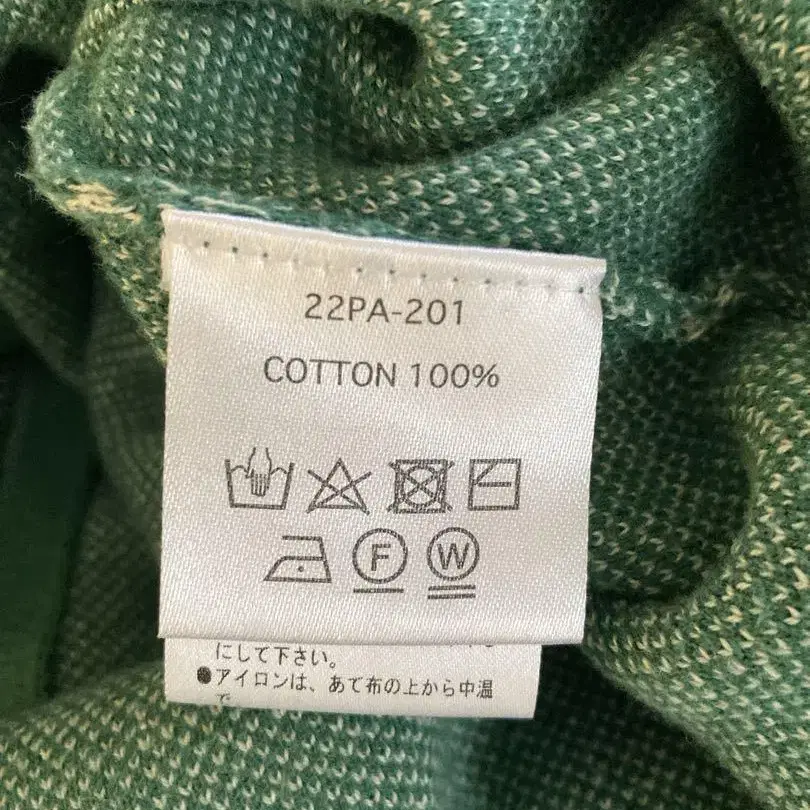 22PA-201
COTTON 100%
F W
にして下さい。
●アイロンは、あて布の上から中温
で